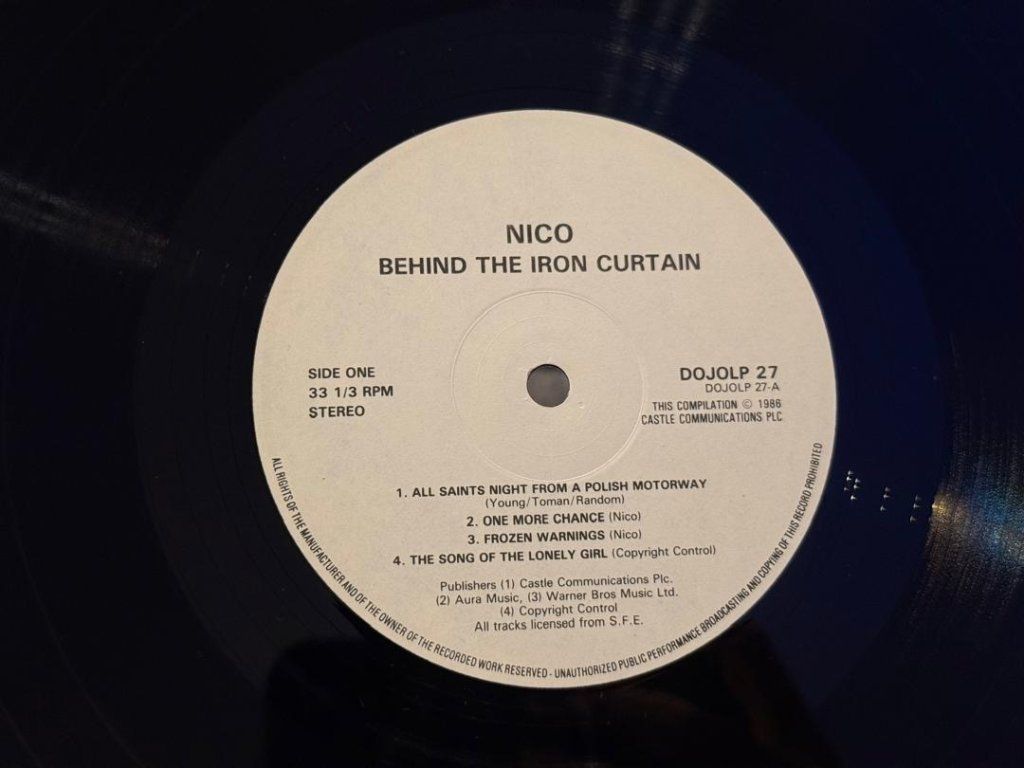 NICO
BEHIND THE IRON CURTAIN
SIDE ONE
33 1/3 RPM
STEREO
DOJOLP 27
DOJOLP 27-A
THIS COMPILATION © 1986
CASTLE COMMUNICATIONS PLC
1. ALL SAINTS NIGHT FROM A POLISH MOTORWAY
(Young/Toman/Random)
2. ONE MORE CHANCE (Nico)
3. FROZEN WARNINGS (Nico)
4. THE SONG OF THE LONELY GIRL (Copyright Control)
Publishers (1) Castle Communications Plc.
(2) Aura Music, (3) Warner Bros Music Ltd.
(4) Copyright Control
All tracks licensed from S.F.E.
ALL RIGHTS OF THE MANUFACTURER AND OF THE OWNER OF THE RECORDED WORK RESERVED - UNAUTHORIZED PUBLIC PERFORMANCE BROADCASTING AND COPYING OF THIS RECORD PROHIBITED